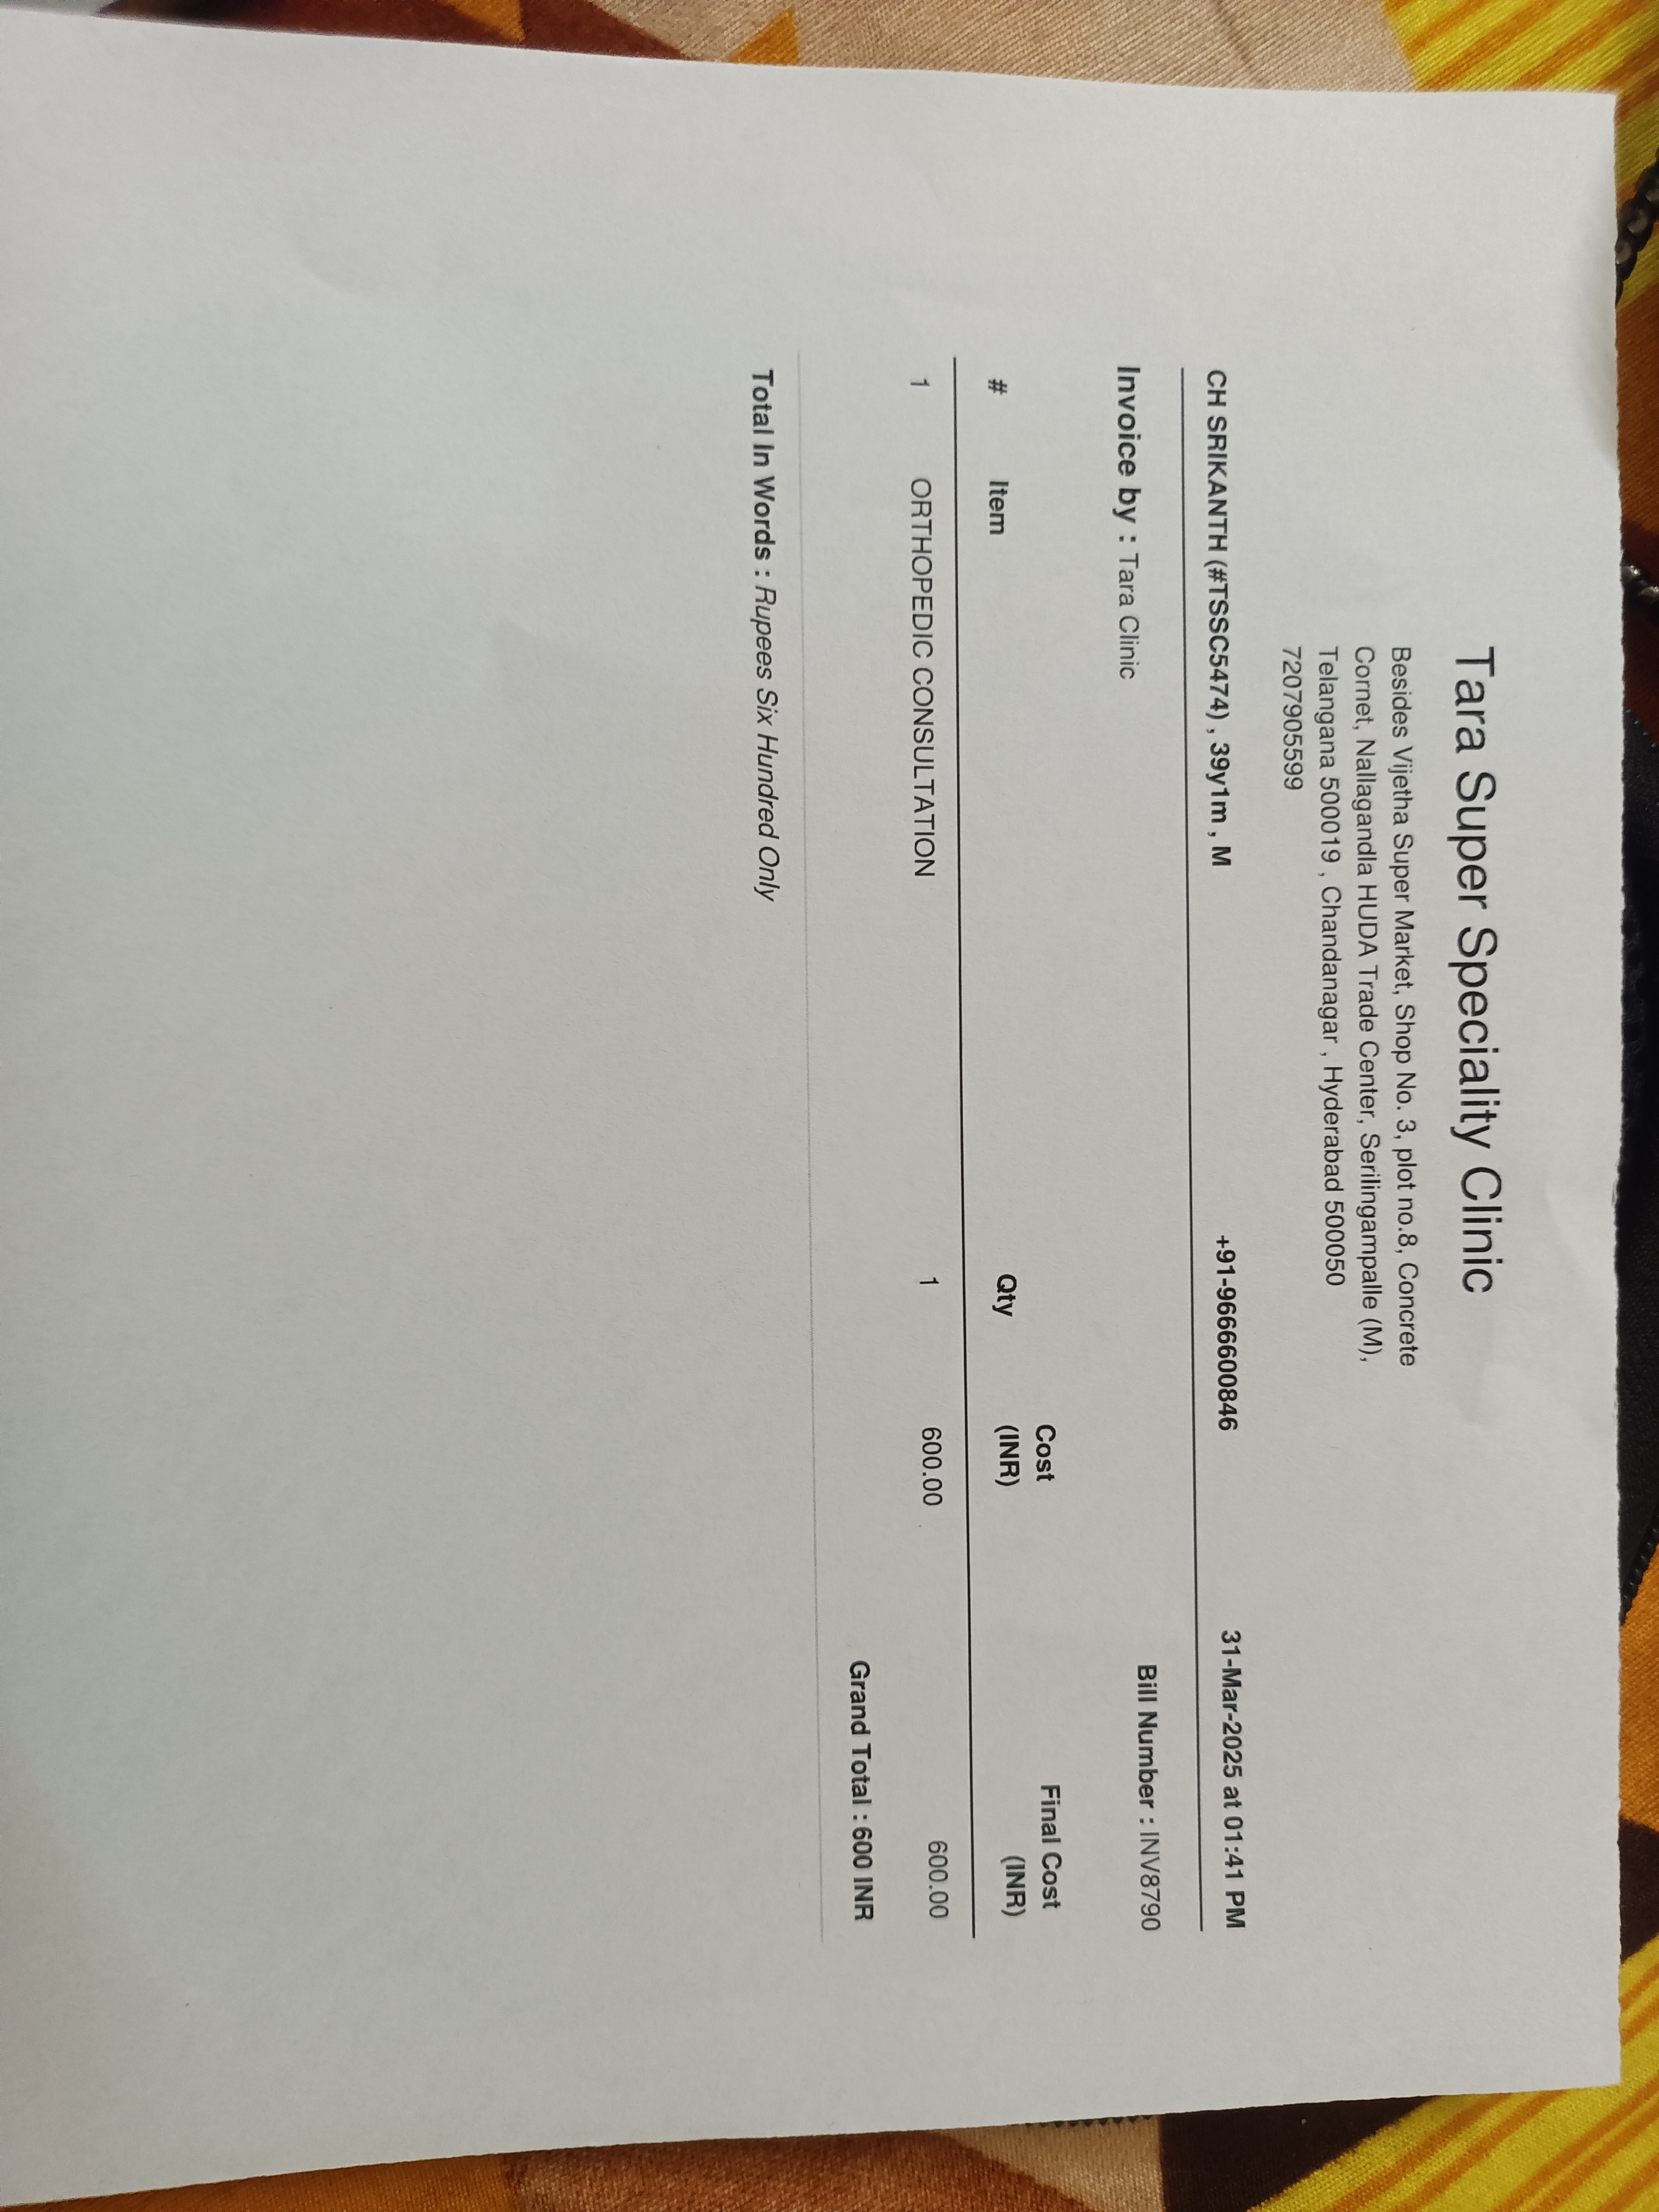 Tara Super Speciality Clinic
Besides Vijetha Super Market, Shop No. 3, plot no.8, Concrete
Cornet, Nallagandla HUDA Trade Center, Serilingampalle (M),
Telangana 500019 , Chandanagar , Hyderabad 500050
7207905599
CH SRIKANTH (#TSSC5474) , 39y1m , M +91-9666600846 31-Mar-2025 at 01:41 PM
Invoice by : Tara Clinic Bill Number : INV8790
# Item Qty Cost (INR) Final Cost (INR)
1 ORTHOPEDIC CONSULTATION 1 600.00 600.00
Grand Total : 600 INR
Total In Words : Rupees Six Hundred Only